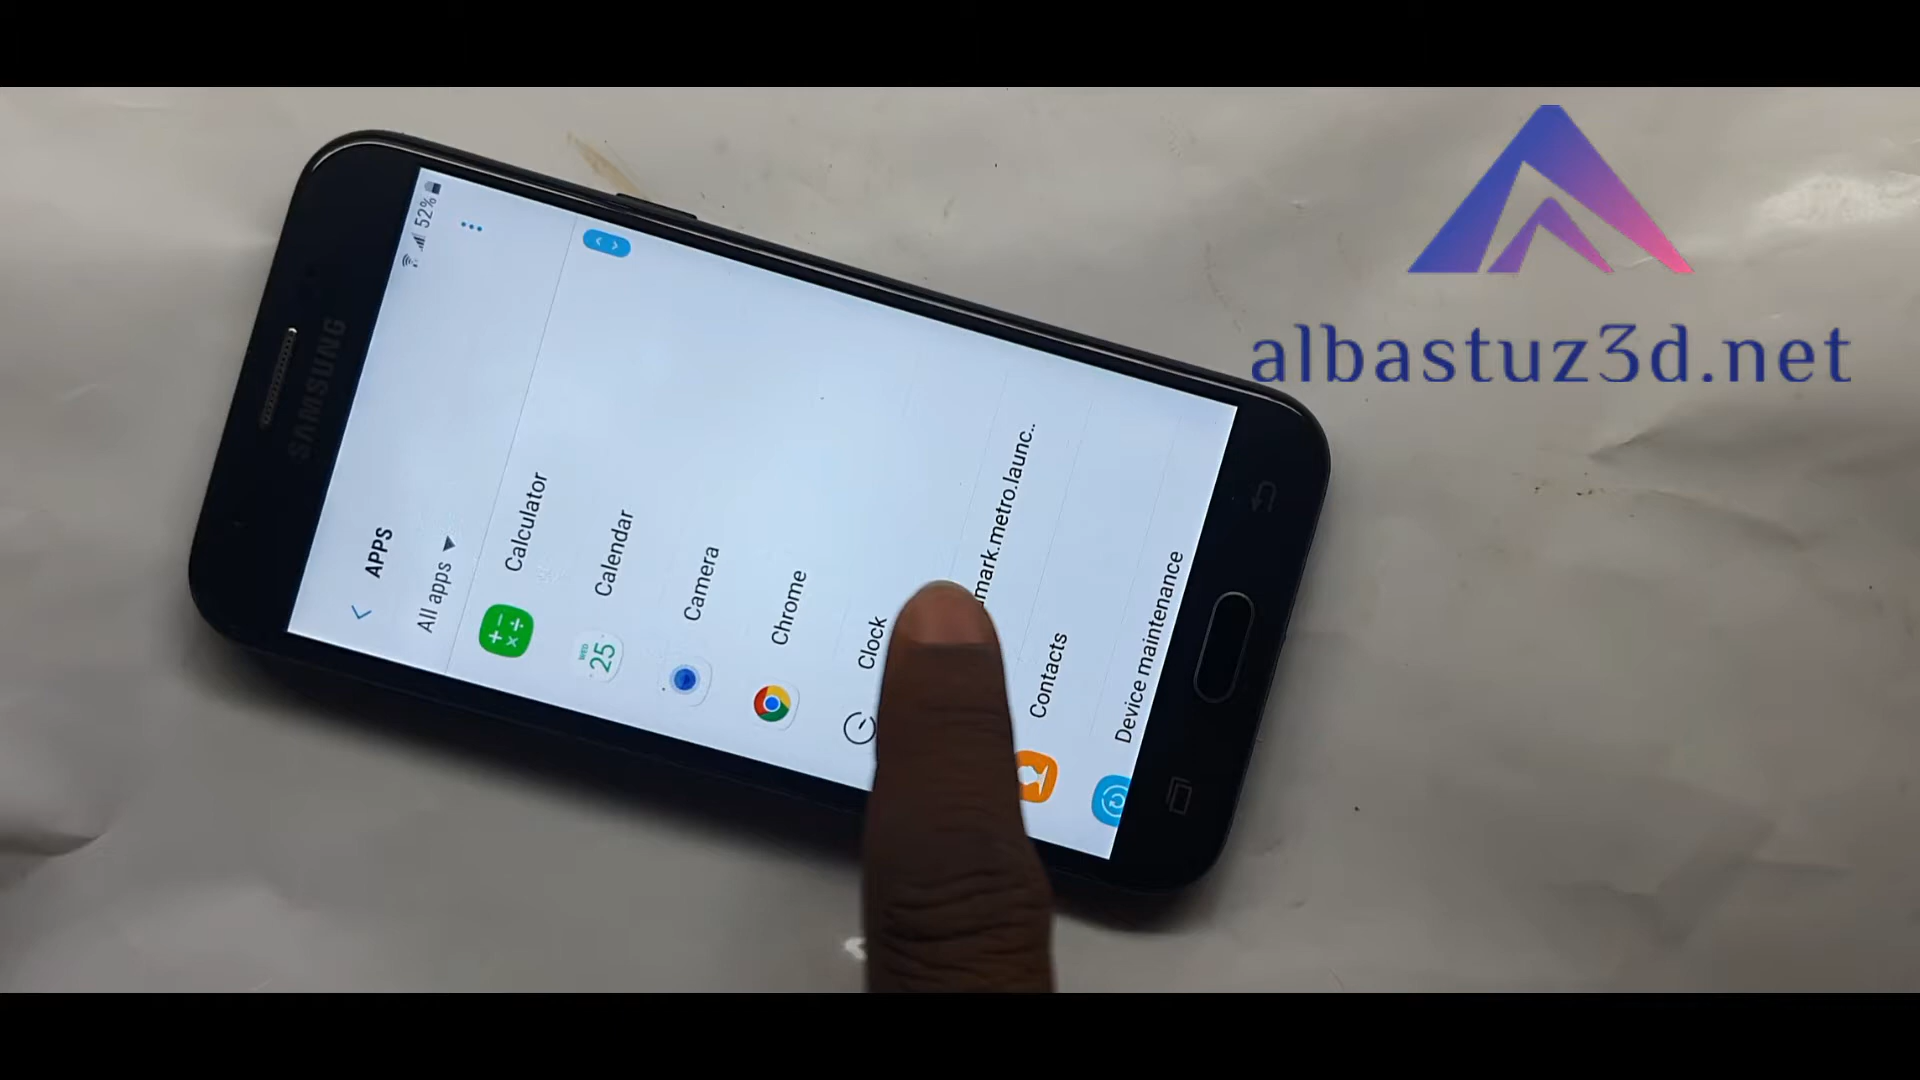 SAMSUNG
52%
APPS
All apps
Calculator
WED
25
Calendar
Camera
Chrome
Clock
mark.metro.launc..
Contacts
Device maintenance
albastuz3d.net